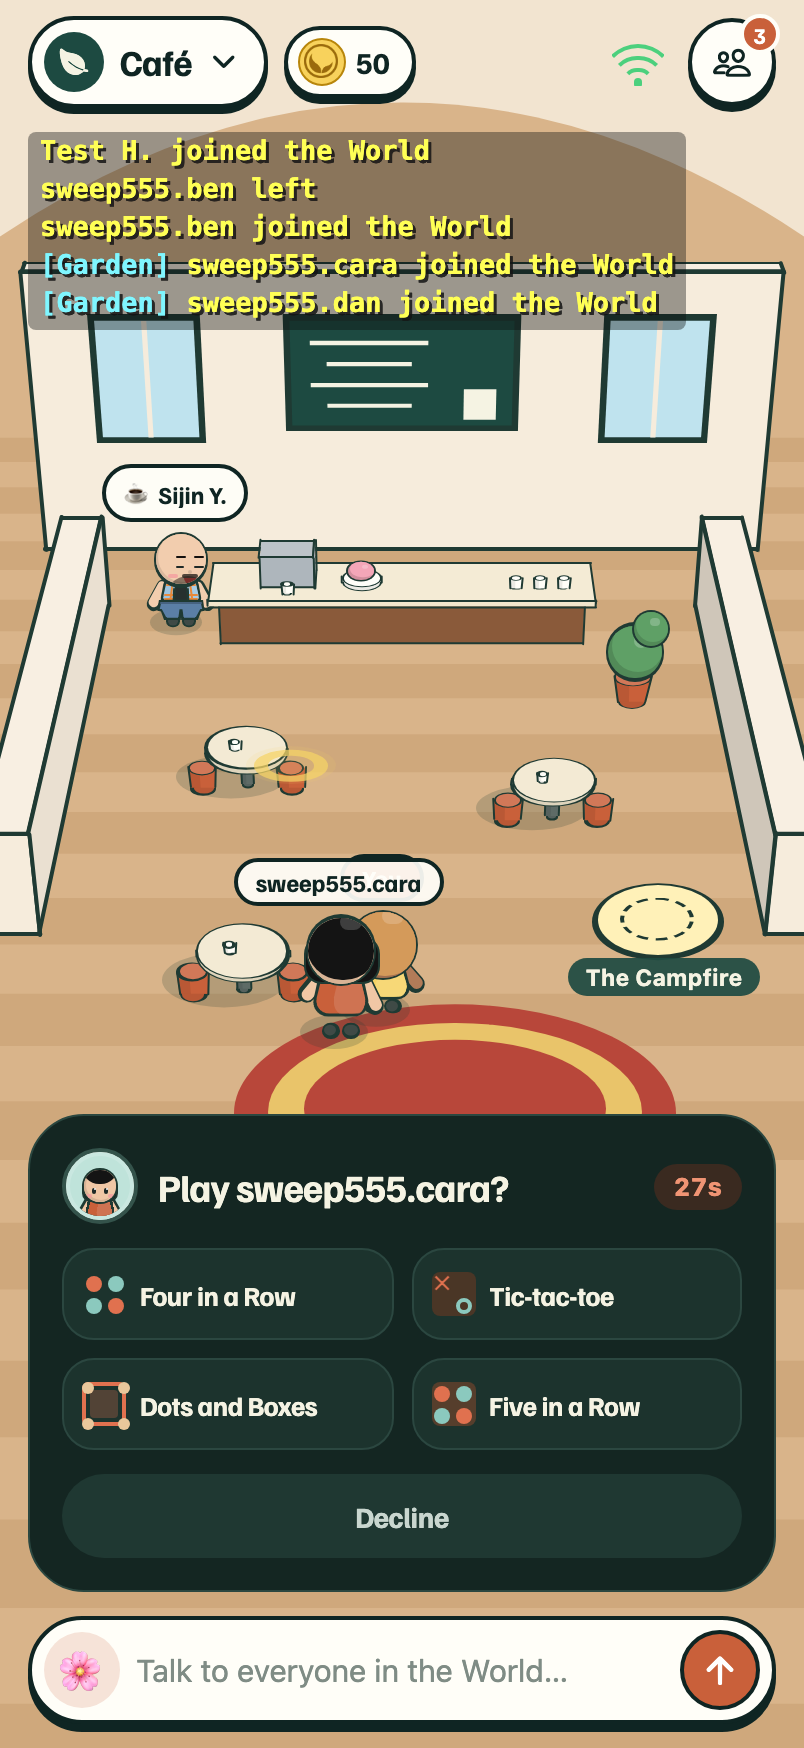 Café
50
3
Test H. joined the World
sweep555.ben left
sweep555.ben joined the World
[Garden] sweep555.cara joined the World
[Garden] sweep555.dan joined the World
Sijin Y.
sweep555.cara
The Campfire
Play sweep555.cara?
27s
Four in a Row
Tic-tac-toe
Dots and Boxes
Five in a Row
Decline
Talk to everyone in the World...